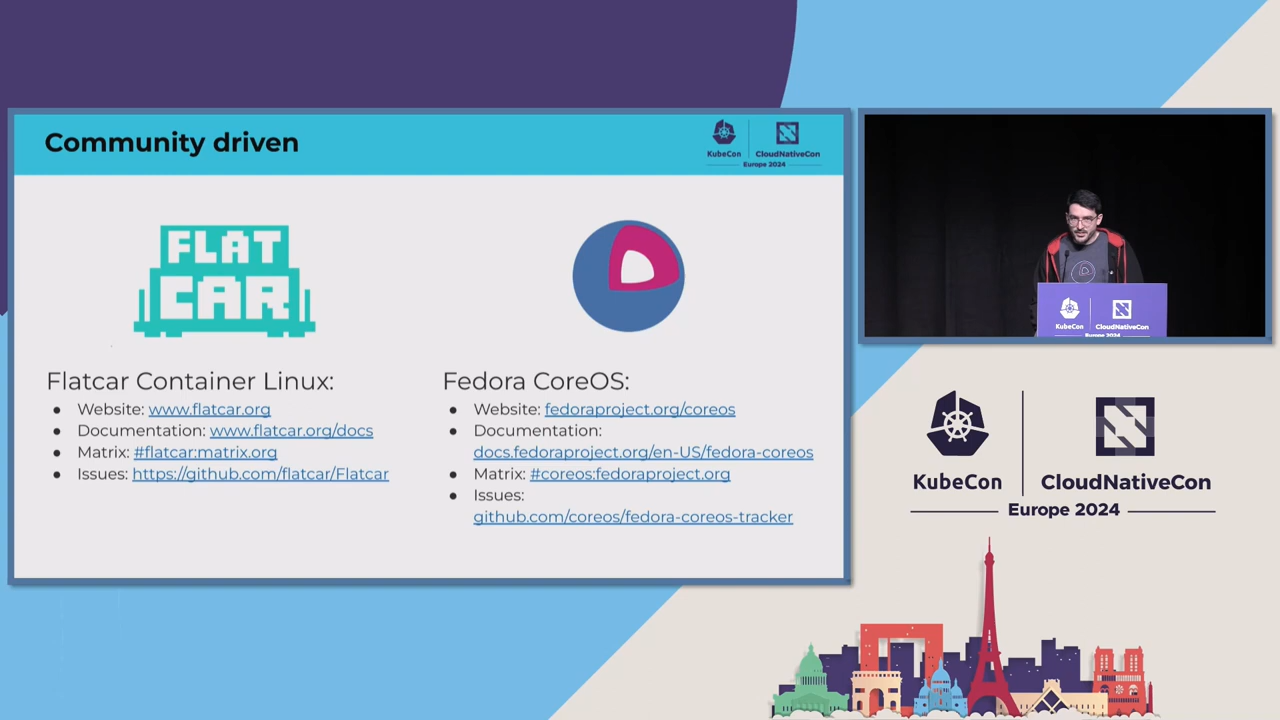 Community driven
KubeCon
CloudNativeCon
Europe 2024
FLAT
CAR
Flatcar Container Linux:
● Website: www.flatcar.org
● Documentation: www.flatcar.org/docs
● Matrix: #flatcar:matrix.org
● Issues: https://github.com/flatcar/Flatcar
Fedora CoreOS:
● Website: fedoraproject.org/coreos
● Documentation:
docs.fedoraproject.org/en-US/fedora-coreos
● Matrix: #coreos:fedoraproject.org
● Issues:
github.com/coreos/fedora-coreos-tracker
KubeCon
CloudNativeCon
Europe 2024
KubeCon
CloudNativeCon
Europe 2024